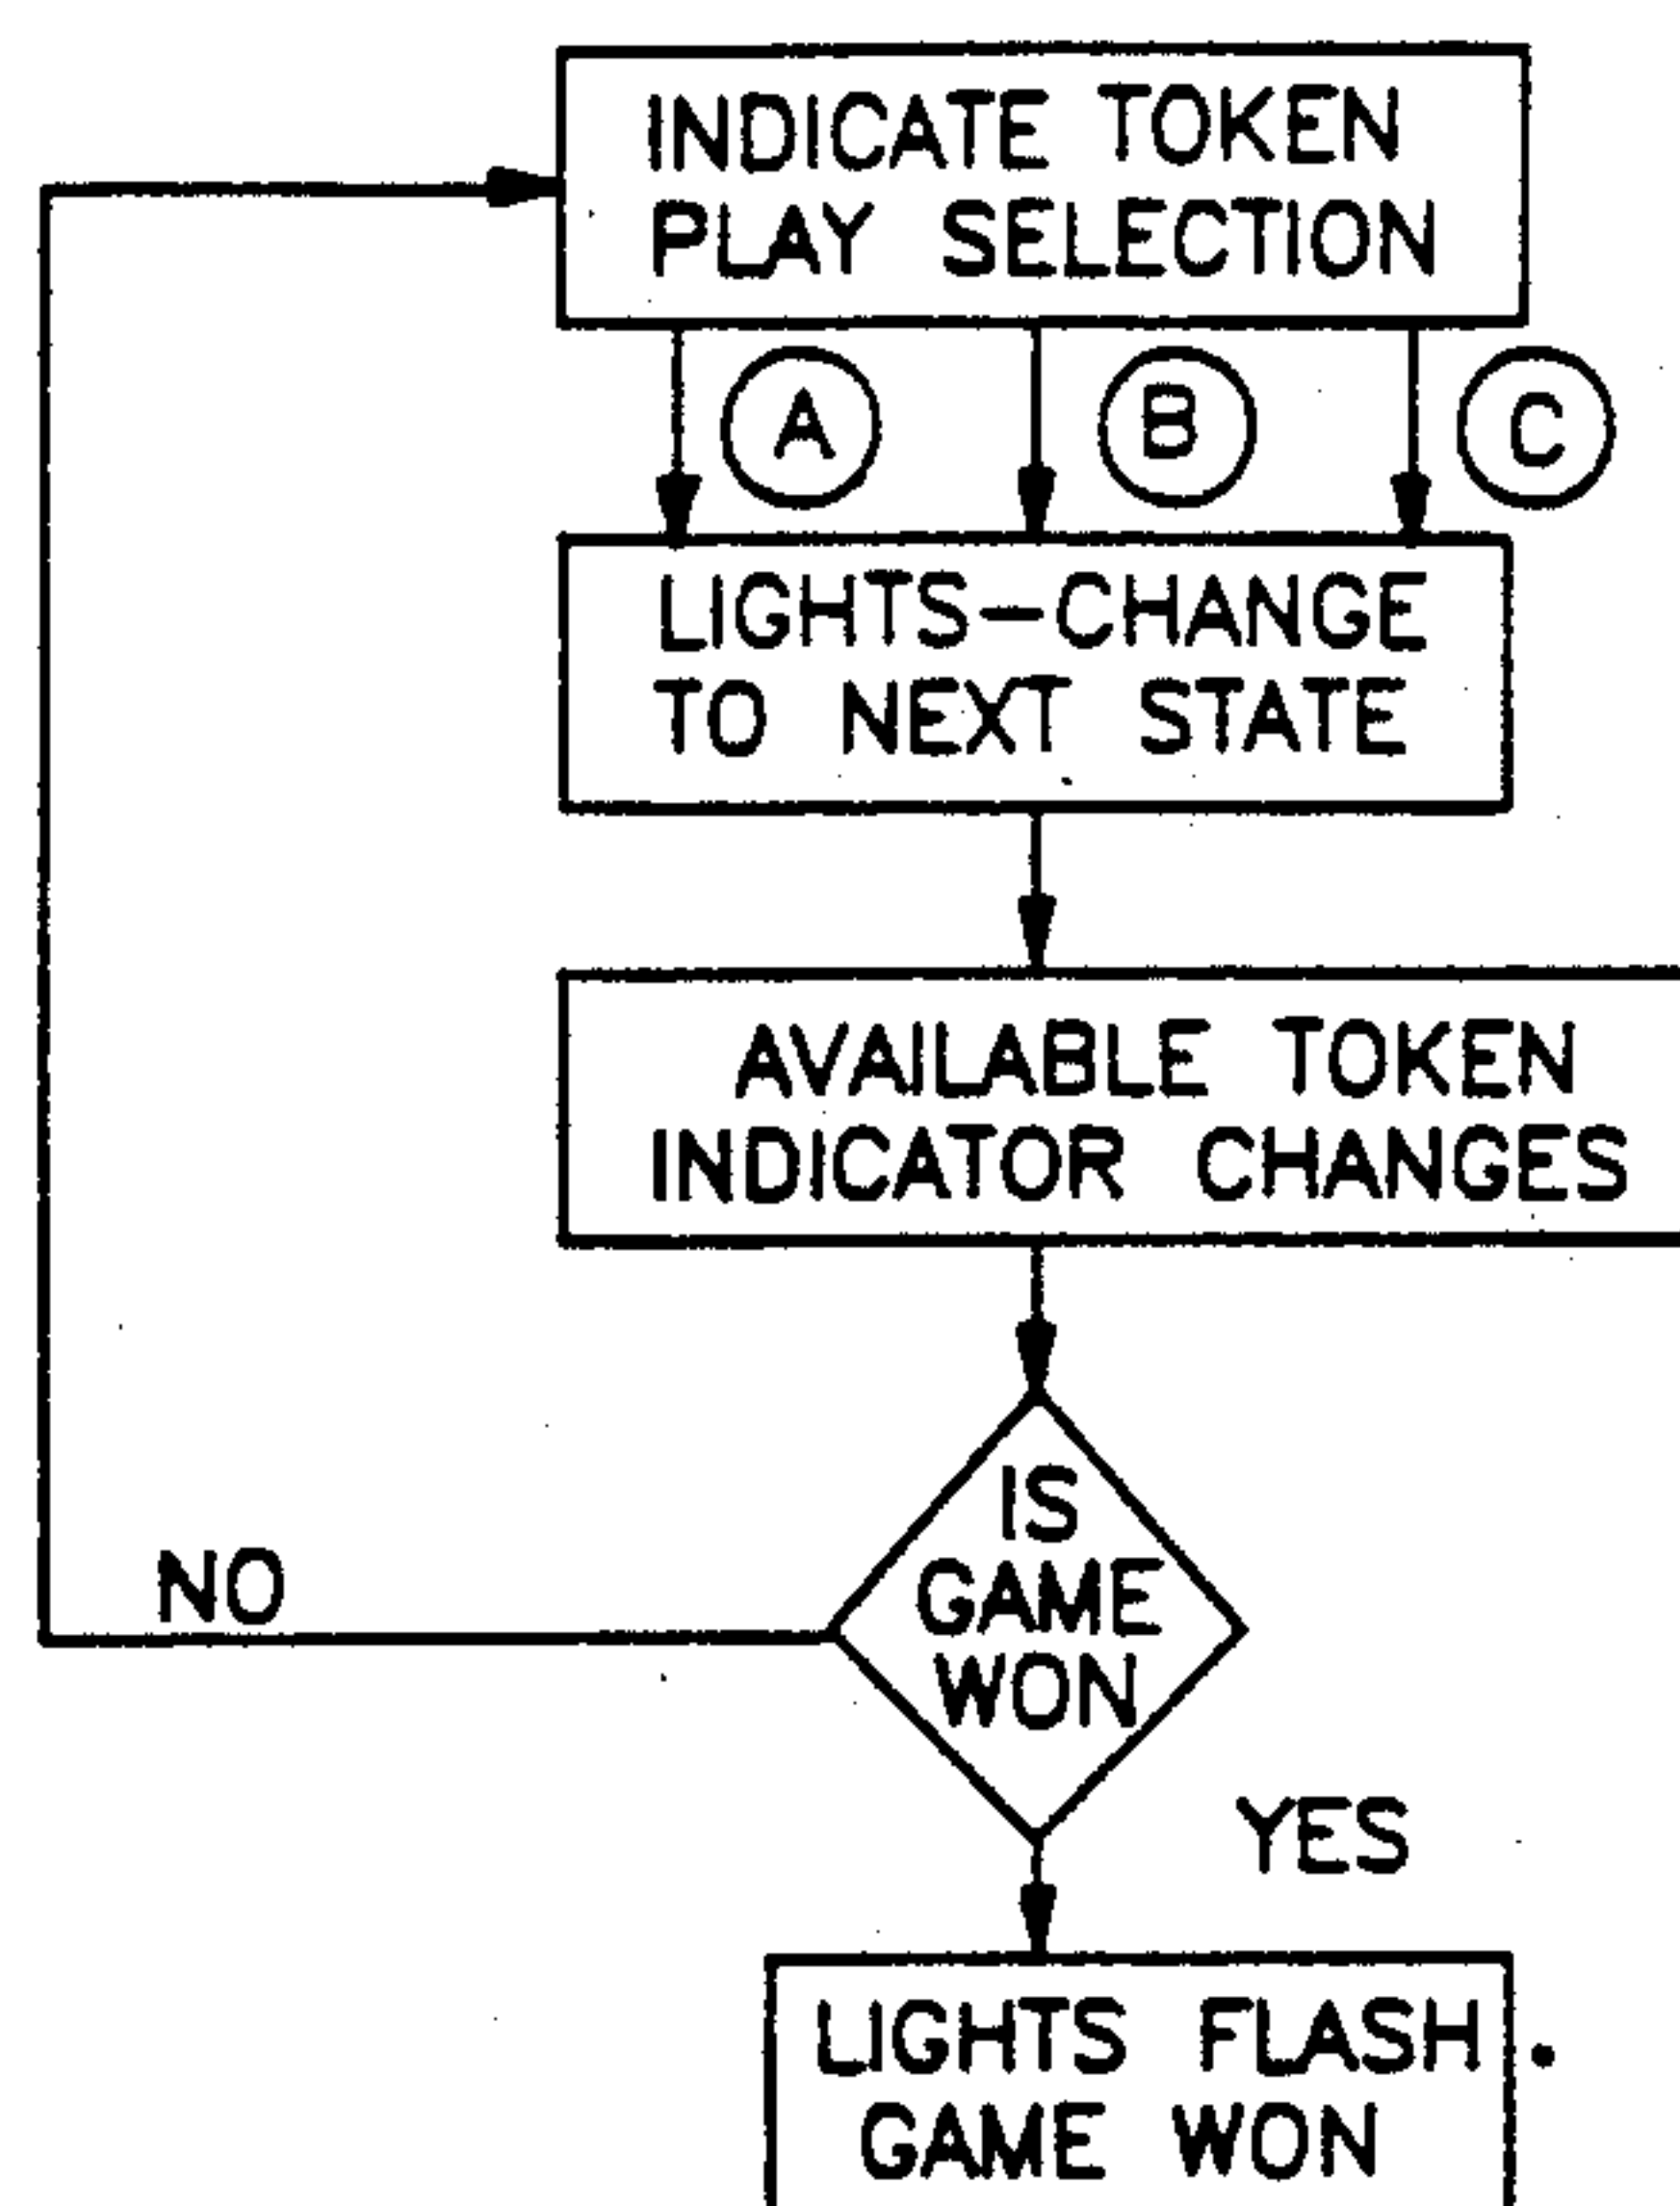 INDICATE TOKEN
PLAY SELECTION
A B C
LIGHTS-CHANGE
TO NEXT STATE
AVAILABLE TOKEN
INDICATOR CHANGES
IS
GAME
WON
NO
YES
LIGHTS FLASH
GAME WON